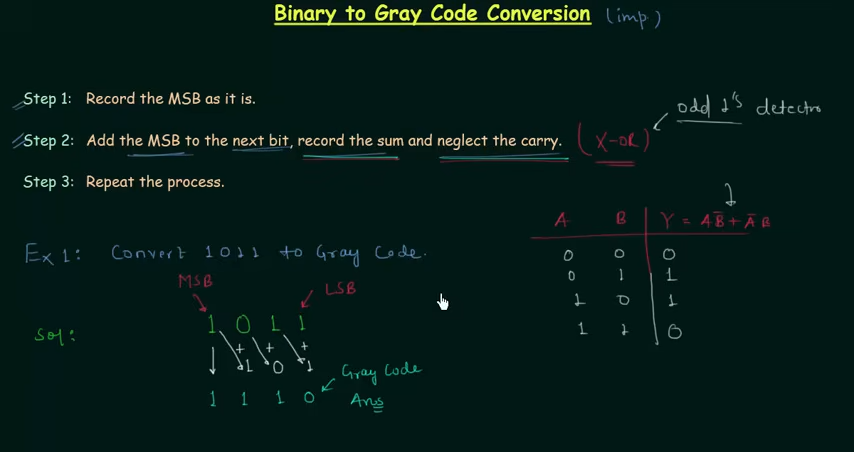 Binary to Gray Code Conversion (imp)
Step 1: Record the MSB as it is.
odd 1's detecto
Step 2: Add the MSB to the next bit, record the sum and neglect the carry. (X-OR)
Step 3: Repeat the process.
A B Y = AB̅ + A̅B
0 0 0
0 1 1
1 0 1
1 1 0
Ex 1: Convert 1011 to Gray Code.
MSB LSB
Sol: 1 0 1 1
+ + +
1 0 1
Gray Code
1 1 1 0
Ans